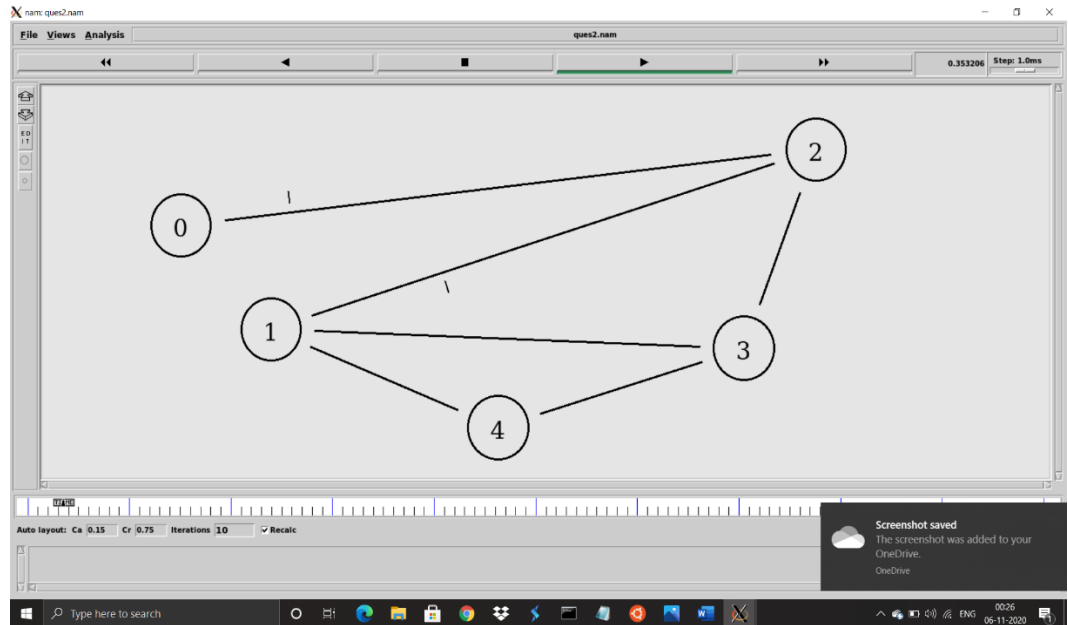 nam: ques2.nam
File Views Analysis ques2.nam
0.353206 Step: 1.0ms
ED
IT
2
0
1
3
4
Auto layout: Ca 0.15 Cr 0.75 Iterations 10 Recalc
Screenshot saved
The screenshot was added to your
OneDrive.
OneDrive
Type here to search
ENG
00:26
06-11-2020